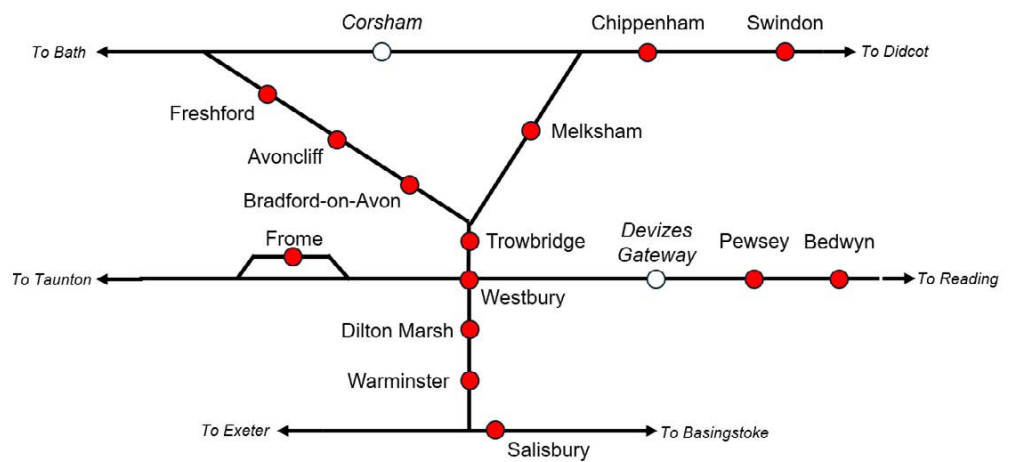 Corsham
Chippenham
Swindon
To Bath
To Didcot
Freshford
Melksham
Avoncliff
Bradford-on-Avon
Frome
Trowbridge
Devizes
Gateway
Pewsey
Bedwyn
To Taunton
To Reading
Westbury
Dilton Marsh
Warminster
To Exeter
To Basingstoke
Salisbury